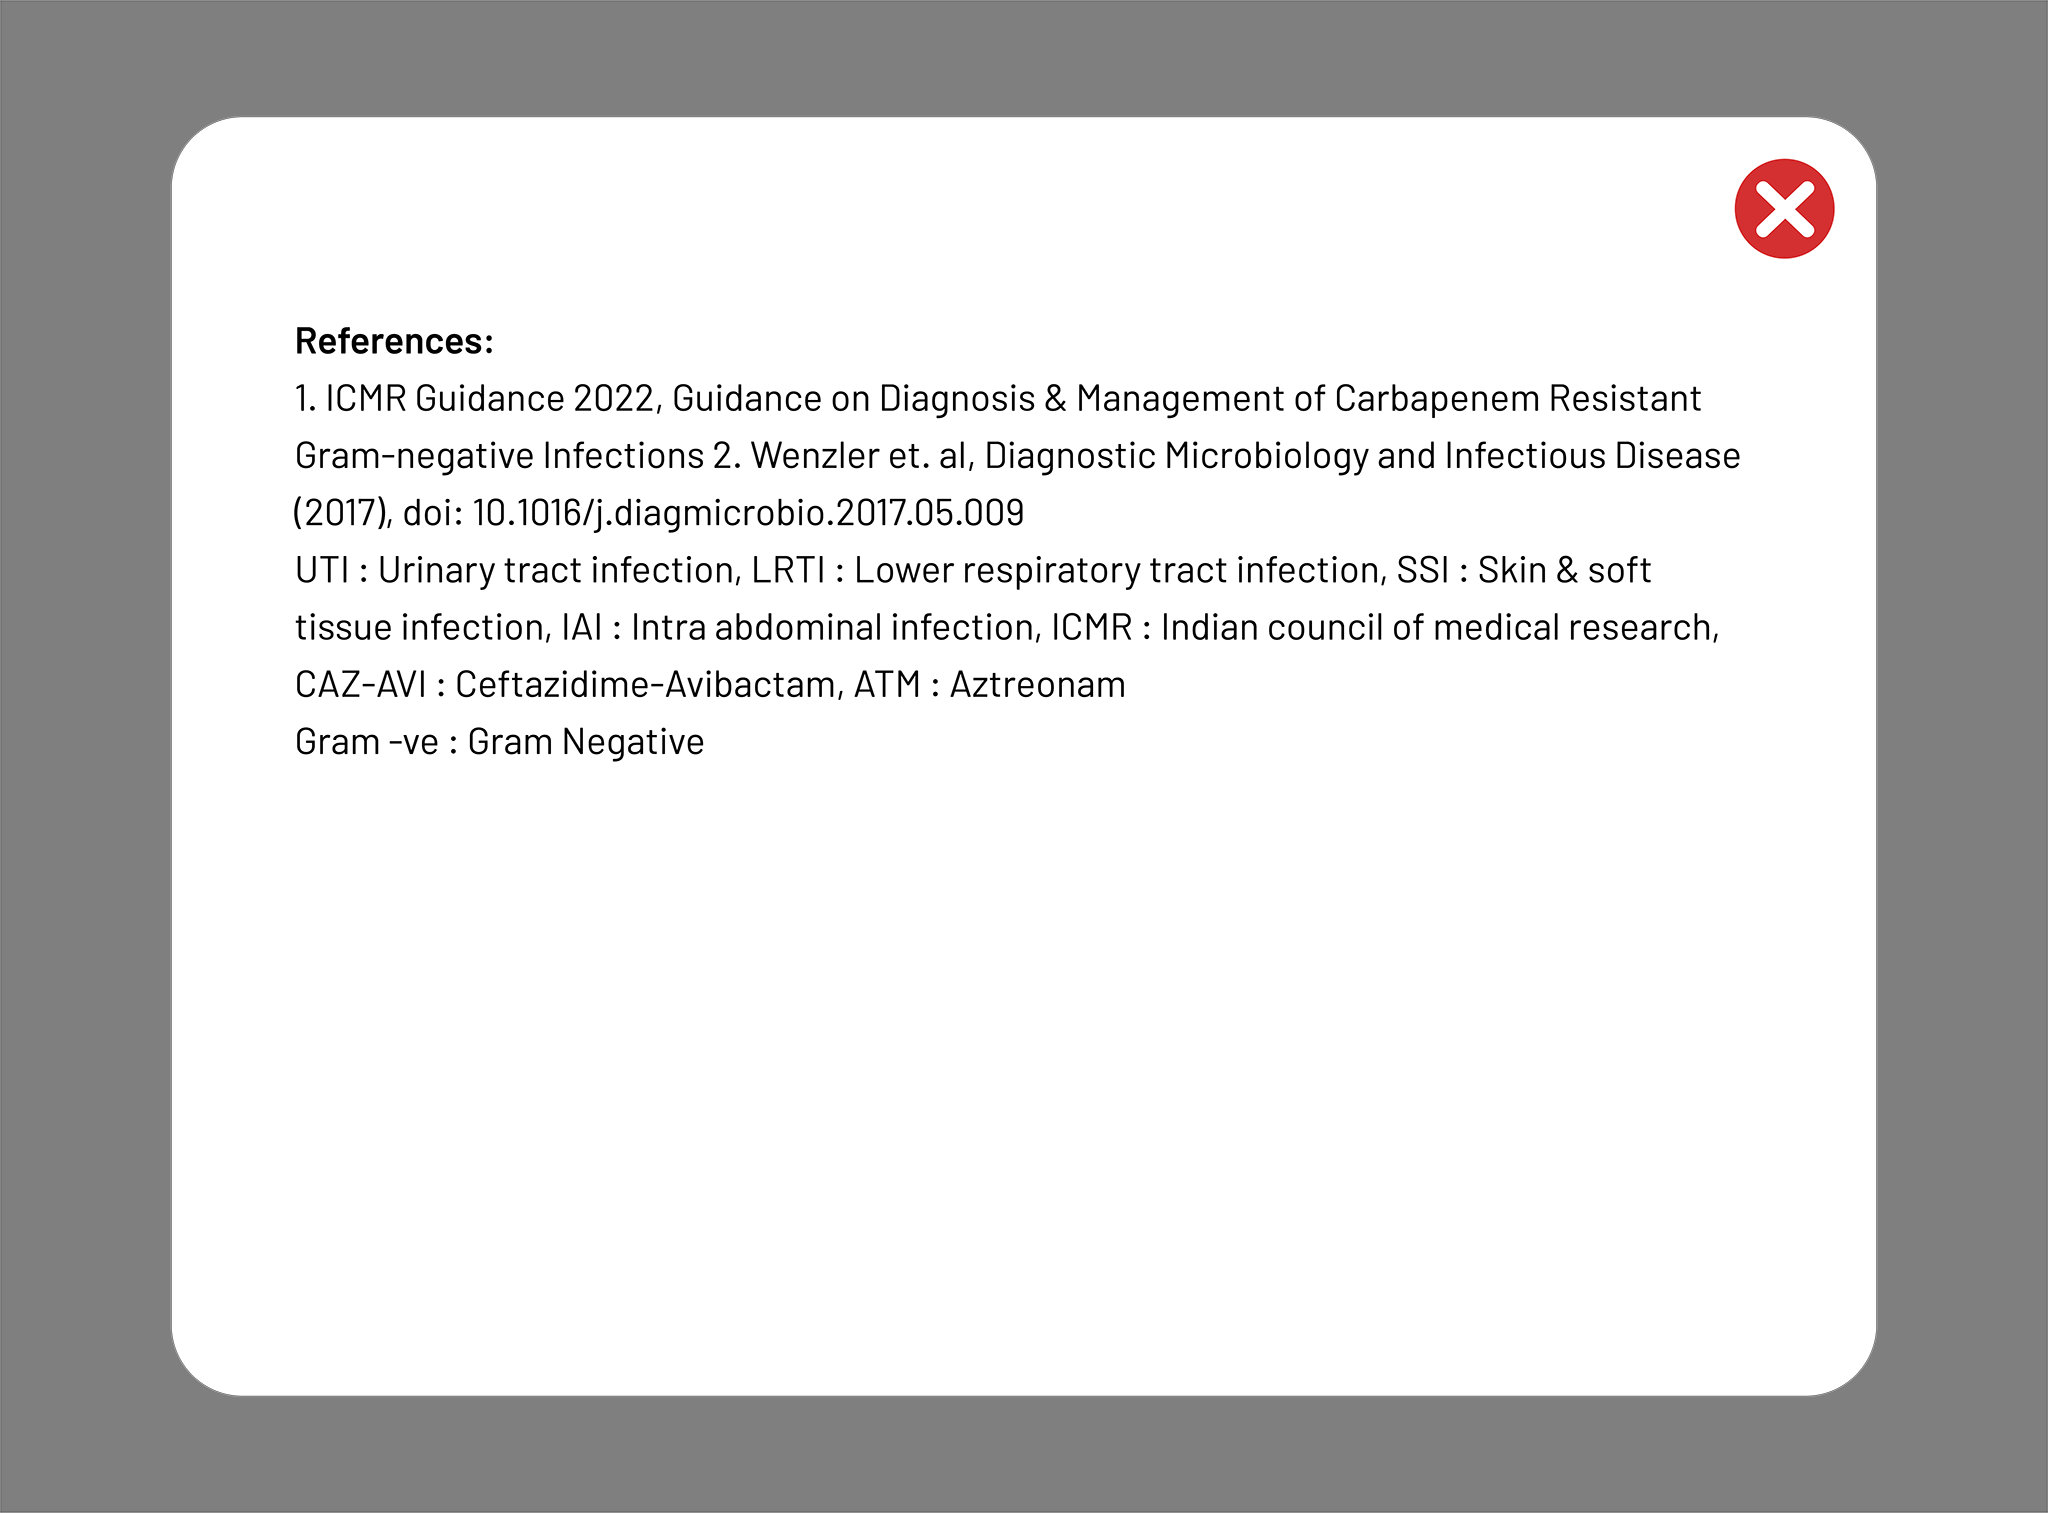 References:
1. ICMR Guidance 2022, Guidance on Diagnosis & Management of Carbapenem Resistant
Gram-negative Infections 2. Wenzler et. al, Diagnostic Microbiology and Infectious Disease
(2017), doi: 10.1016/j.diagmicrobio.2017.05.009
UTI : Urinary tract infection, LRTI : Lower respiratory tract infection, SSI : Skin & soft
tissue infection, IAI : Intra abdominal infection, ICMR : Indian council of medical research,
CAZ-AVI : Ceftazidime-Avibactam, ATM : Aztreonam
Gram -ve : Gram Negative